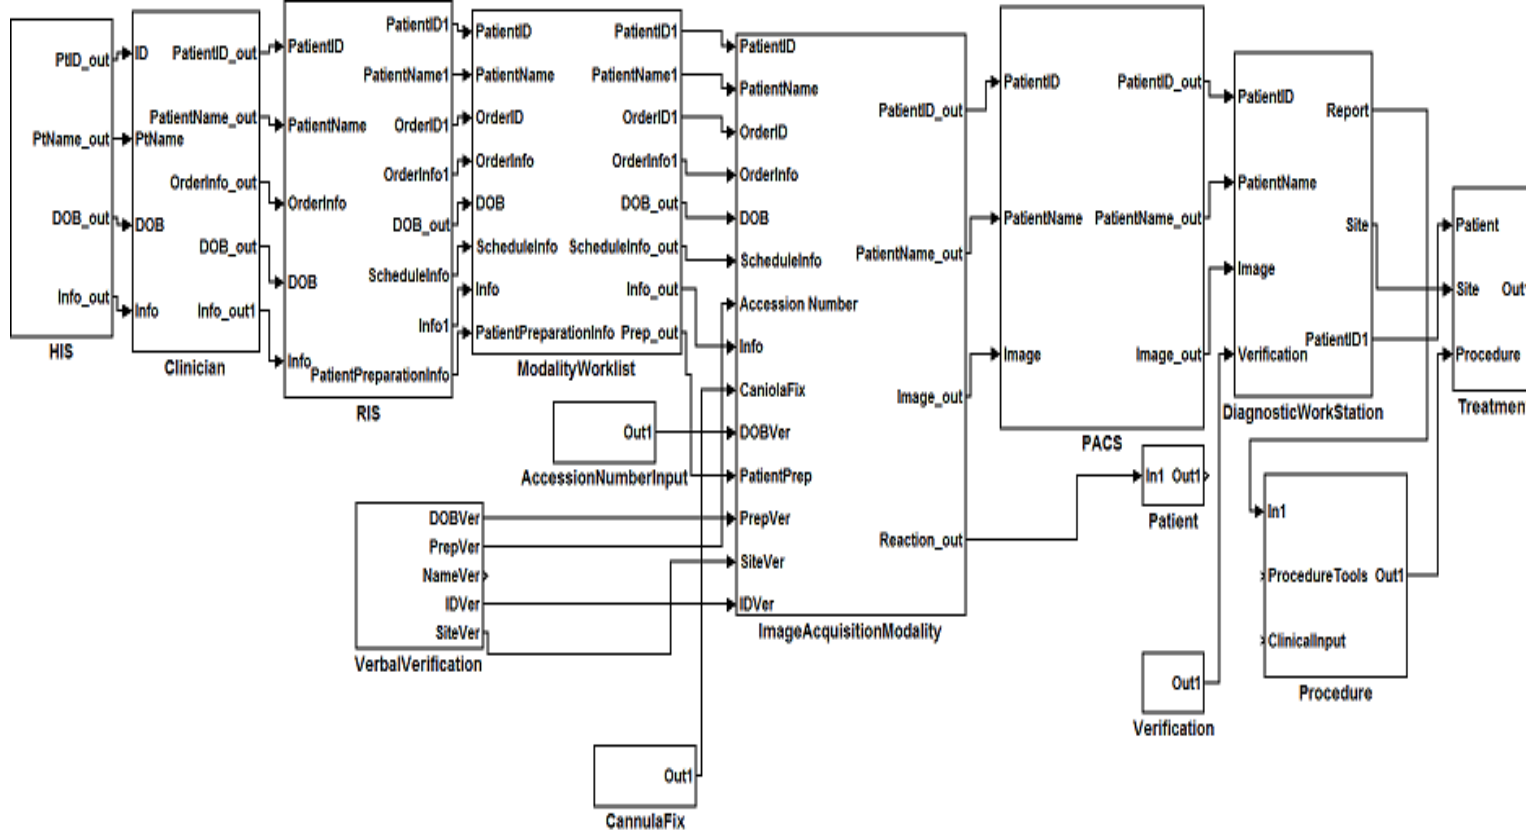 PtID_out
PtName_out
DOB_out
Info_out
HIS
ID
PtName
DOB
Info
PatientID_out
PatientName_out
OrderInfo_out
DOB_out
Info_out1
Clinician
PatientID
PatientName
OrderInfo
DOB
Info
PatientID1
PatientName1
OrderID1
OrderInfo1
DOB_out
ScheduleInfo
Info1
PatientPreparationInfo
RIS
PatientID
PatientName
OrderID
OrderInfo
DOB
ScheduleInfo
Info
PatientPreparationInfo
PatientID1
PatientName1
OrderID1
OrderInfo1
DOB_out
ScheduleInfo_out
Info_out
Prep_out
ModalityWorklist
Out1
AccessionNumberInput
DOBVer
PrepVer
NameVer
IDVer
SiteVer
VerbalVerification
Out1
CannulaFix
PatientID
PatientName
OrderID
OrderInfo
DOB
ScheduleInfo
Accession Number
Info
CaniolaFix
DOBVer
PatientPrep
PrepVer
SiteVer
IDVer
PatientID_out
PatientName_out
Image_out
Reaction_out
ImageAcquisitionModality
PatientID
PatientName
Image
PatientID_out
PatientName_out
Image_out
PACS
In1 Out1
Patient
Out1
Verification
PatientID
PatientName
Image
Verification
Report
Site
PatientID1
DiagnosticWorkStation
In1
ProcedureTools
ClinicalInput
Out1
Procedure
Patient
Site
Procedure
Out1
Treatmen